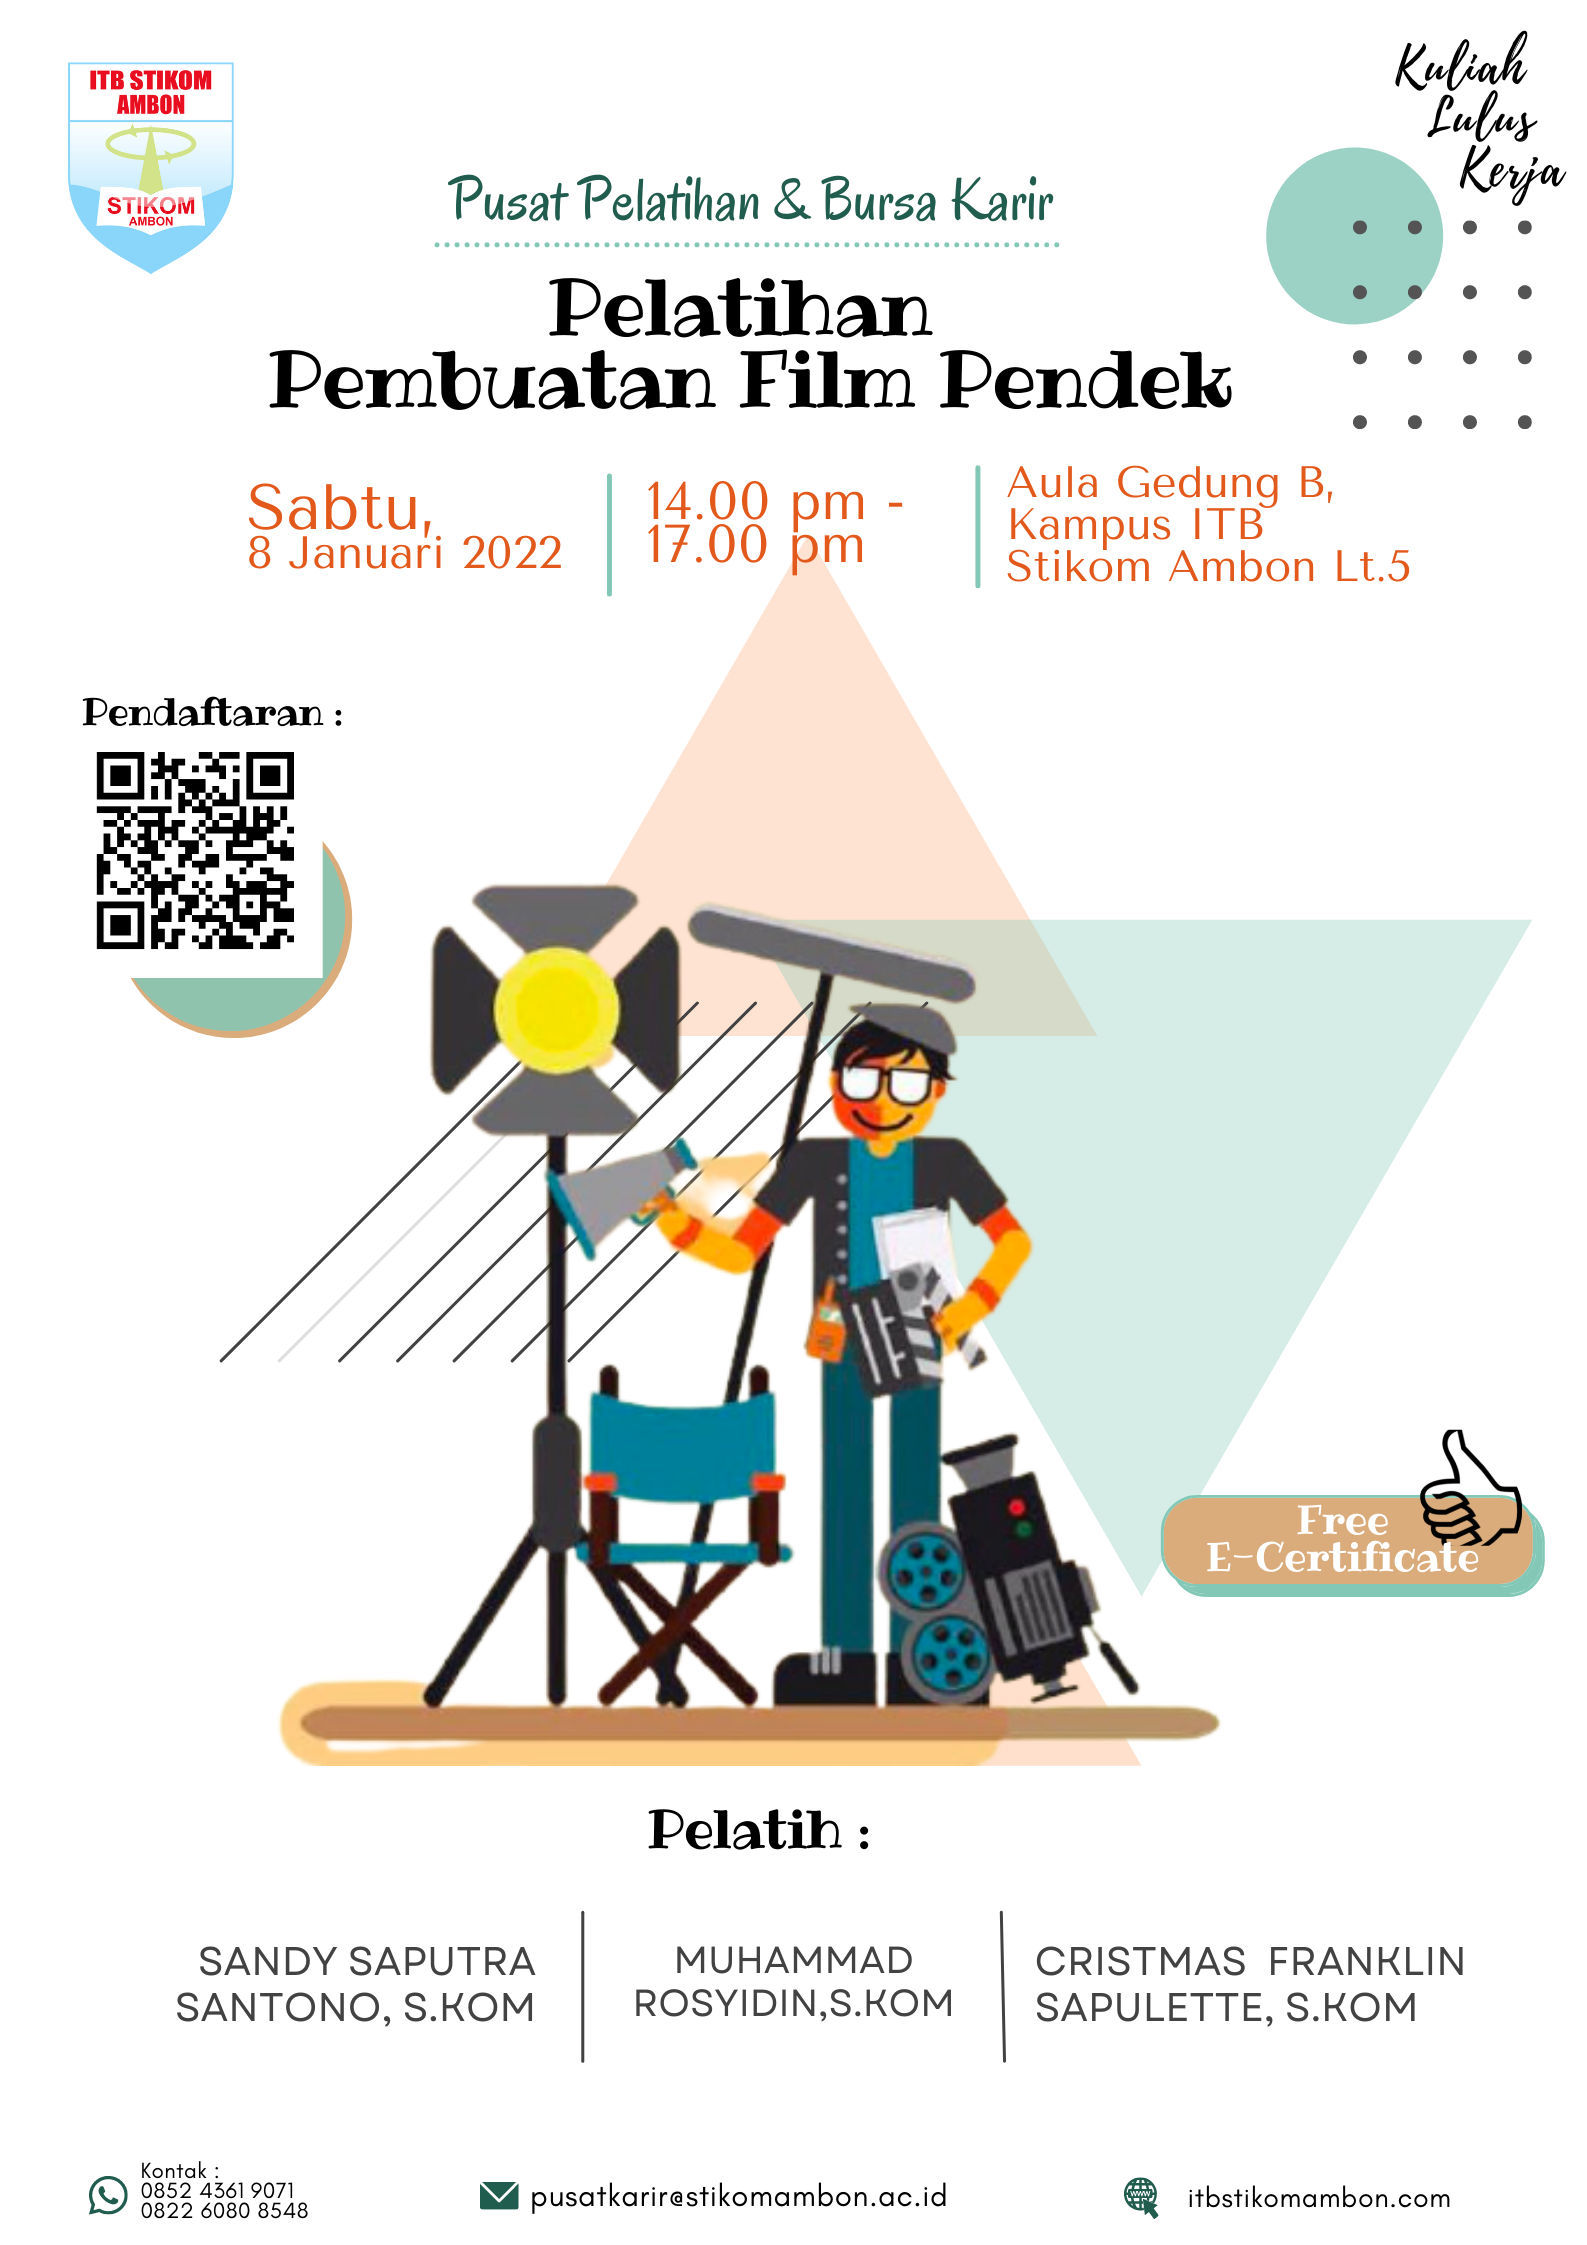 ITB STIKOM
AMBON
STIKOM
AMBON
Kuliah
Lulus
Kerja
Pusat Pelatihan & Bursa Karir
Pelatihan
Pembuatan Film Pendek
Sabtu,
8 Januari 2022
14.00 pm -
17.00 pm
Aula Gedung B,
Kampus ITB
Stikom Ambon Lt.5
Pendaftaran :
Free
E-Certificate
Pelatih :
SANDY SAPUTRA
SANTONO, S.KOM
MUHAMMAD
ROSYIDIN,S.KOM
CRISTMAS FRANKLIN
SAPULETTE, S.KOM
Kontak :
0852 4361 9071
0822 6080 8548
pusatkarir@stikomambon.ac.id
www
itbstikomambon.com